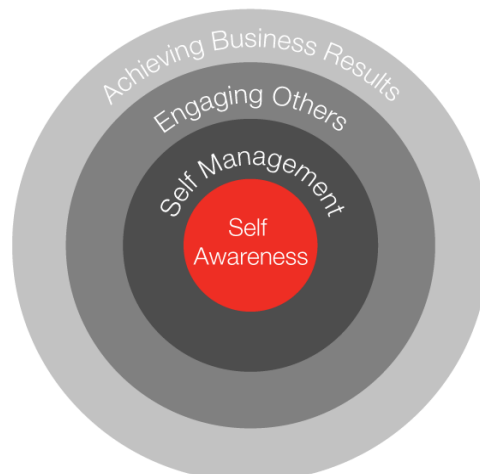 Achieving Business Results
Engaging Others
Self Management
Self
Awareness